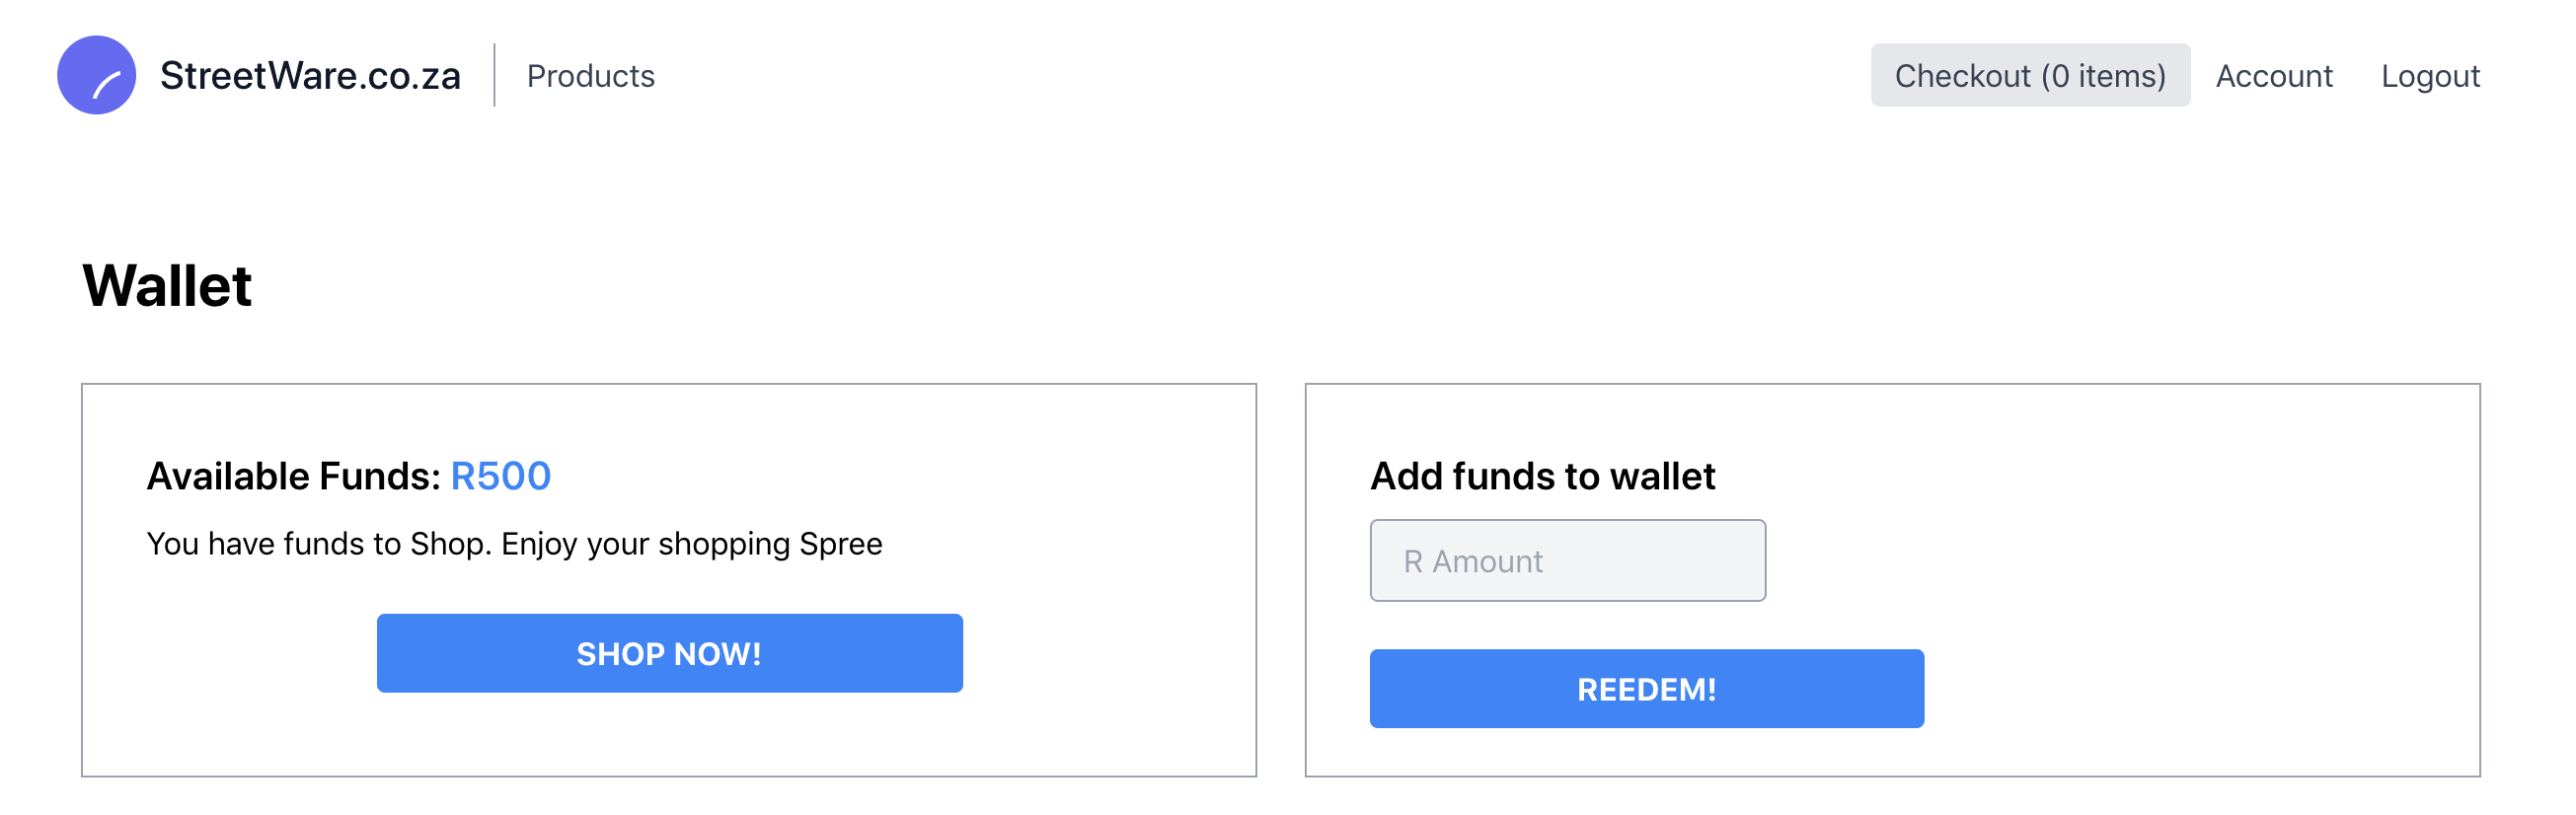 StreetWare.co.za
Products
Checkout (0 items)
Account
Logout
Wallet
Available Funds: R500
You have funds to Shop. Enjoy your shopping Spree
SHOP NOW!
Add funds to wallet
R Amount
REEDEM!